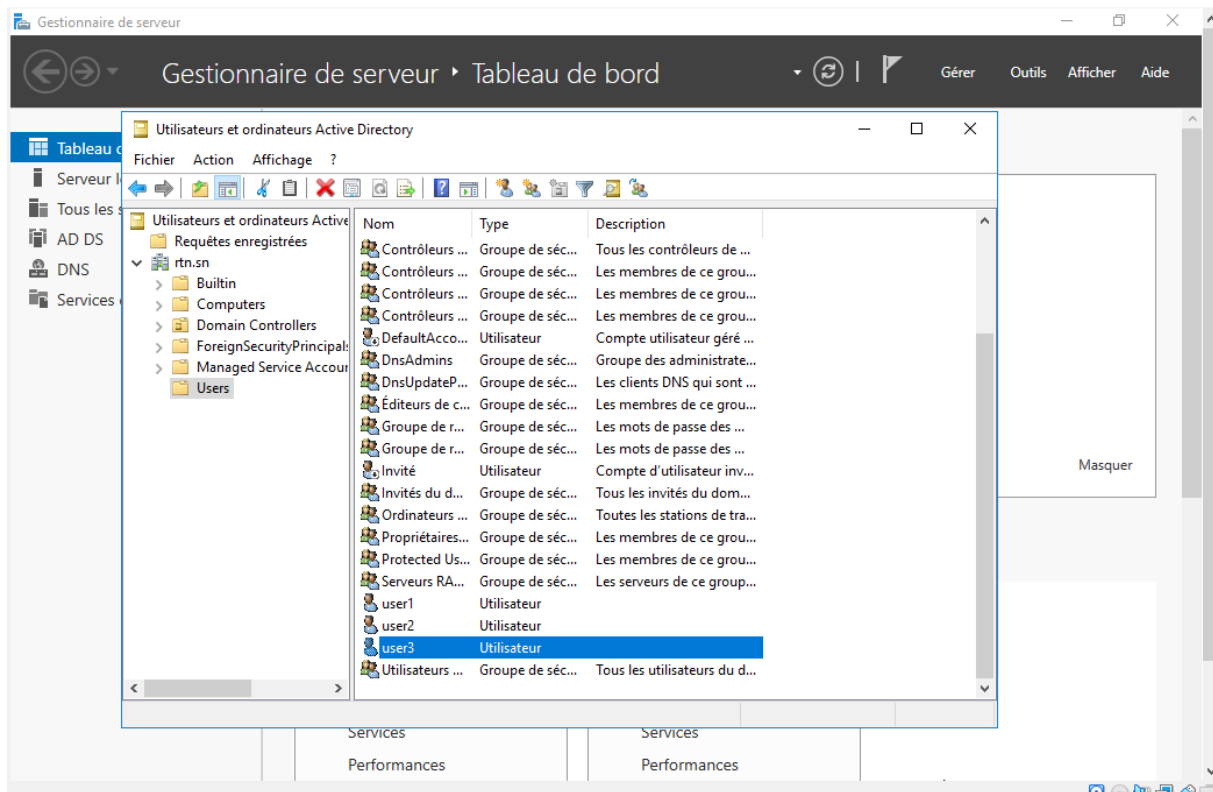 Gestionnaire de serveur
Gestionnaire de serveur ‣ Tableau de bord
Gérer Outils Afficher Aide
Tableau
Serveur
Tous les
AD DS
DNS
Services
Utilisateurs et ordinateurs Active Directory
Fichier Action Affichage ?
Utilisateurs et ordinateurs Active
Requêtes enregistrées
rtn.sn
Builtin
Computers
Domain Controllers
ForeignSecurityPrincipals
Managed Service Accour
Users
Nom Type Description
Contrôleurs ... Groupe de séc... Tous les contrôleurs de ...
Contrôleurs ... Groupe de séc... Les membres de ce grou...
Contrôleurs ... Groupe de séc... Les membres de ce grou...
Contrôleurs ... Groupe de séc... Les membres de ce grou...
DefaultAcco... Utilisateur Compte utilisateur géré ...
DnsAdmins Groupe de séc... Groupe des administrate...
DnsUpdateP... Groupe de séc... Les clients DNS qui sont ...
Éditeurs de c... Groupe de séc... Les membres de ce grou...
Groupe de r... Groupe de séc... Les mots de passe des ...
Groupe de r... Groupe de séc... Les mots de passe des ...
Invité Utilisateur Compte d'utilisateur inv...
Invités du d... Groupe de séc... Tous les invités du dom...
Ordinateurs ... Groupe de séc... Toutes les stations de tra...
Propriétaires... Groupe de séc... Les membres de ce grou...
Protected Us... Groupe de séc... Les membres de ce grou...
Serveurs RA... Groupe de séc... Les serveurs de ce group...
user1 Utilisateur
user2 Utilisateur
user3 Utilisateur
Utilisateurs ... Groupe de séc... Tous les utilisateurs du d...
Masquer
Services Services
Performances Performances